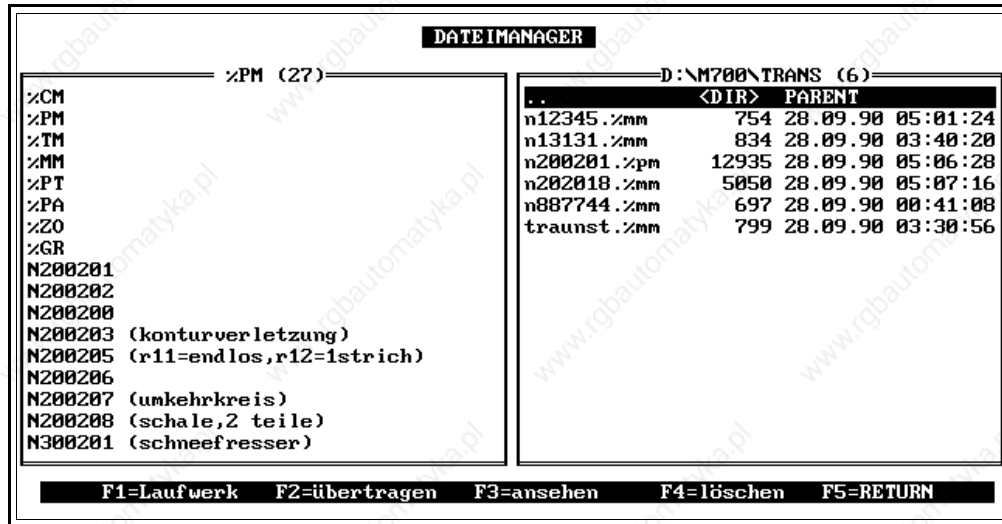 DATEIMANAGER
%PM (27)
%CM
%PM
%TM
%MM
%PT
%PA
%ZO
%GR
N200201
N200202
N200200
N200203 (konturverletzung)
N200205 (r11=endlos,r12=1strich)
N200206
N200207 (umkehrkreis)
N200208 (schale,2 teile)
N300201 (schneefresser)
D:\M700\TRANS (6)
.. <DIR> PARENT
n12345.%mm 754 28.09.90 05:01:24
n13131.%mm 834 28.09.90 03:40:20
n200201.%pm 12935 28.09.90 05:06:28
n202018.%mm 5050 28.09.90 05:07:16
n887744.%mm 697 28.09.90 00:41:08
traunst.%mm 799 28.09.90 03:30:56
F1=Laufwerk F2=übertragen F3=ansehen F4=löschen F5=RETURN
www.rgbautomatyka.pl